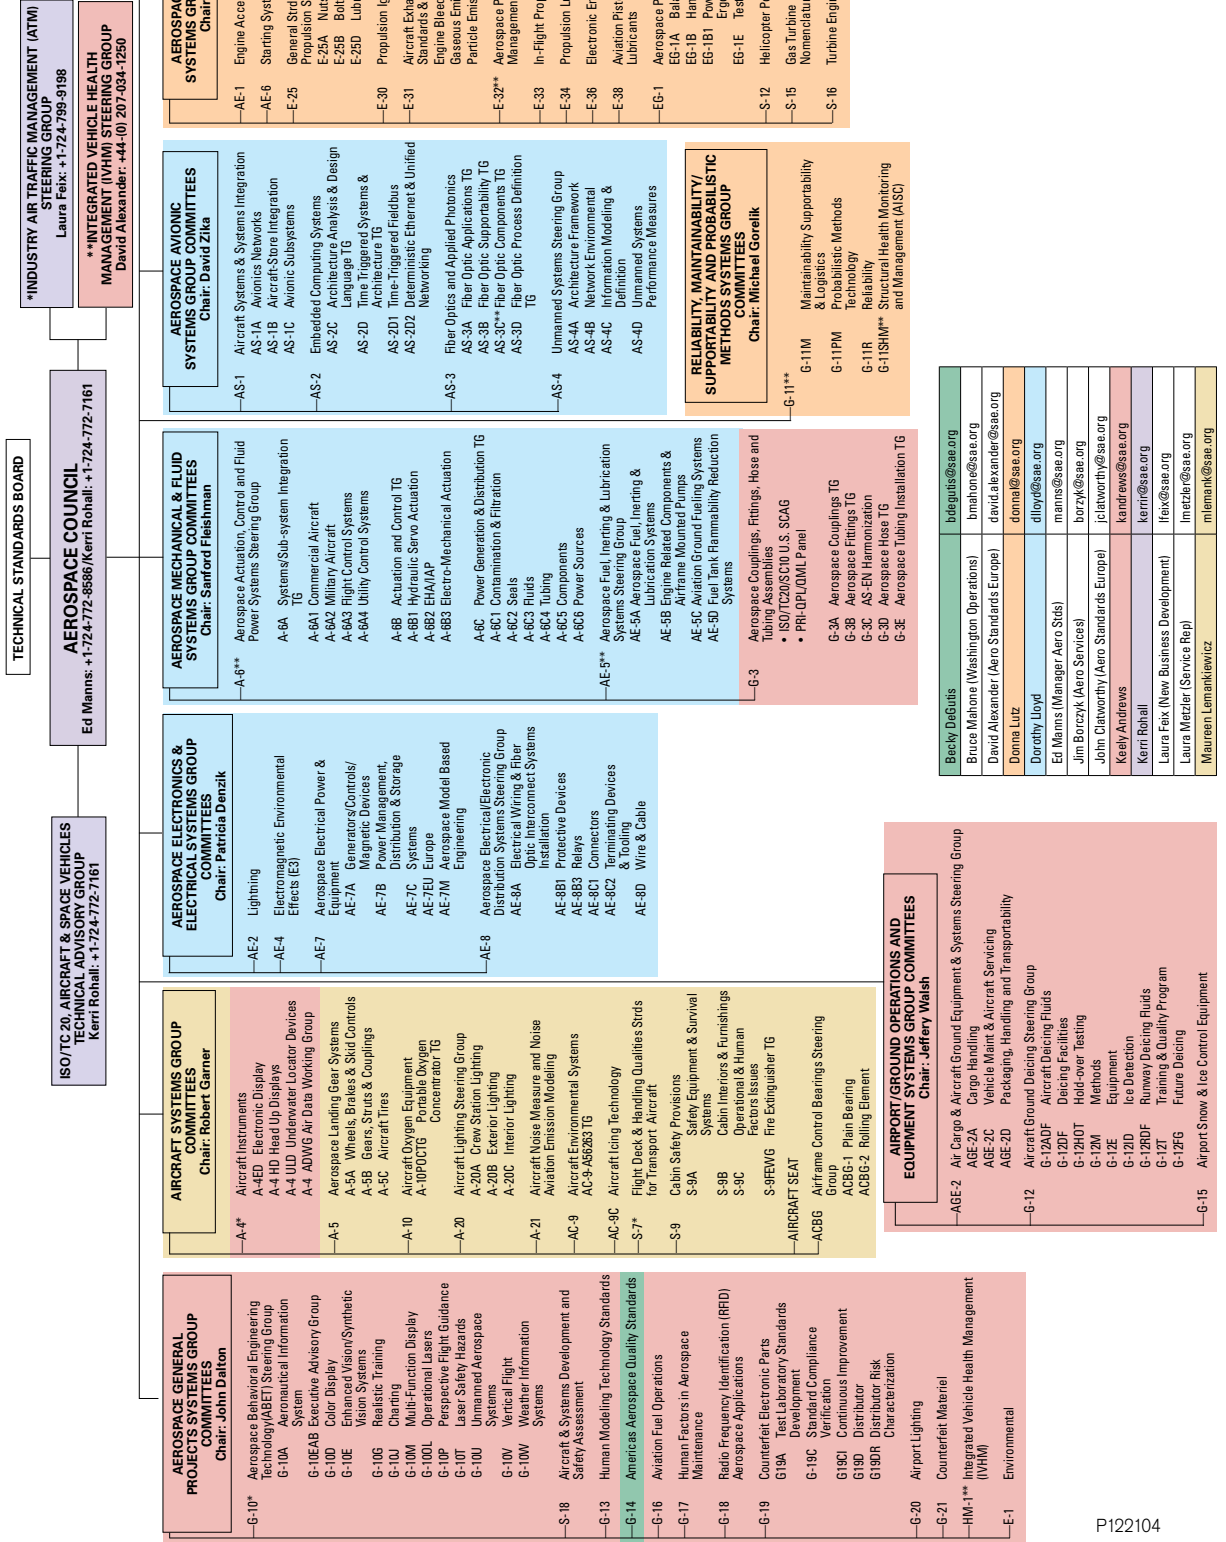 TECHNICAL STANDARDS BOARD
AEROSPACE COUNCIL
Ed Manns: +1-724-772-8586/Kerri Rohall: +1-724-772-7161
ISO/TC 20, AIRCRAFT & SPACE VEHICLES
TECHNICAL ADVISORY GROUP
Kerri Rohall: +1-724-772-7161
*INDUSTRY AIR TRAFFIC MANAGEMENT (ATM)
STEERING GROUP
Laura Feix: +1-724-799-9198
**INTEGRATED VEHICLE HEALTH
MANAGEMENT (IVHM) STEERING GROUP
David Alexander: +44-(0) 207-034-1250
AEROSPACE GENERAL
PROJECTS SYSTEMS GROUP
COMMITTEES
Chair: John Dalton
G-10* Aerospace Behavioral Engineering
Technology(ABET) Steering Group
G-10A Aeronautical Information
System
G-10EAB Executive Advisory Group
G-10D Color Display
G-10E Enhanced Vision/Synthetic
Vision Systems
G-10G Realistic Training
G-10J Charting
G-10M Multi-Function Display
G-10OL Operational Lasers
G-10P Perspective Flight Guidance
G-10T Laser Safety Hazards
G-10U Unmanned Aerospace
Systems
G-10V Vertical Flight
G-10W Weather Information
Systems
S-18 Aircraft & Systems Development and
Safety Assessment
G-13 Human Modeling Technology Standards
G-14 Americas Aerospace Quality Standards
G-16 Aviation Fuel Operations
G-17 Human Factors in Aerospace
Maintenance
G-18 Radio Frequency Identification (RFID)
Aerospace Applications
G-19 Counterfeit Electronic Parts
G19A Test Laboratory Standards
Development
G-19C Standard Compliance
Verification
G19CI Continuous Improvement
G19D Distributor
G19DR Distributor Risk
Characterization
G-20 Airport Lighting
G-21 Counterfeit Materiel
HM-1** Integrated Vehicle Health Management
(IVHM)
E-1 Environmental
AIRCRAFT SYSTEMS GROUP
COMMITTEES
Chair: Robert Garner
A-4* Aircraft Instruments
A-4ED Electronic Display
A-4 HD Head Up Displays
A-4 ULD Underwater Locator Devices
A-4 ADWG Air Data Working Group
A-5 Aerospace Landing Gear Systems
A-5A Wheels, Brakes & Skid Controls
A-5B Gears, Struts & Couplings
A-5C Aircraft Tires
A-10 Aircraft Oxygen Equipment
A-10POCTG Portable Oxygen
Concentrator TG
A-20 Aircraft Lighting Steering Group
A-20A Crew Station Lighting
A-20B Exterior Lighting
A-20C Interior Lighting
A-21 Aircraft Noise Measure and Noise
Aviation Emission Modeling
AC-9 Aircraft Environmental Systems
AC-9-A56263 TG
AC-9C Aircraft Icing Technology
S-7* Flight Deck & Handling Qualities Strds
for Transport Aircraft
S-9 Cabin Safety Provisions
S-9A Safety Equipment & Survival
Systems
S-9B Cabin Interiors & Furnishings
S-9C Operational & Human
Factors Issues
S-9FEWG Fire Extinguisher TG
AIRCRAFT SEAT
ACBG Airframe Control Bearings Steering
Group
ACBG-1 Plain Bearing
ACBG-2 Rolling Element
AEROSPACE ELECTRONICS &
ELECTRICAL SYSTEMS GROUP
COMMITTEES
Chair: Patricia Denzik
AE-2 Lightning
AE-4 Electromagnetic Environmental
Effects (E3)
AE-7 Aerospace Electrical Power &
Equipment
AE-7A Generators/Controls/
Magnetic Devices
AE-7B Power Management,
Distribution & Storage
AE-7C Systems
AE-7EU Europe
AE-7M Aerospace Model Based
Engineering
AE-8 Aerospace Electrical/Electronic
Distribution Systems Steering Group
AE-8A Electrical Wiring & Fiber
Optic Interconnect Systems
Installation
AE-8B1 Protective Devices
AE-8B3 Relays
AE-8C1 Connectors
AE-8C2 Terminating Devices
& Tooling
AE-8D Wire & Cable
AEROSPACE MECHANICAL & FLUID
SYSTEMS GROUP COMMITTEES
Chair: Sanford Fleishman
A-6** Aerospace Actuation, Control and Fluid
Power Systems Steering Group
A-6A Systems/Sub-system Integration
TG
A-6A1 Commercial Aircraft
A-6A2 Military Aircraft
A-6A3 Flight Control Systems
A-6A4 Utility Control Systems
A-6B Actuation and Control TG
A-6B1 Hydraulic Servo Actuation
A-6B2 EHA/IAP
A-6B3 Electro-Mechanical Actuation
A-6C Power Generation & Distribution TG
A-6C1 Contamination & Filtration
A-6C2 Seals
A-6C3 Fluids
A-6C4 Tubing
A-6C5 Components
A-6C6 Power Sources
AE-5** Aerospace Fuel, Inerting & Lubrication
Systems Steering Group
AE-5A Aerospace Fuel, Inerting &
Lubrication Systems
AE-5B Engine Related Components &
Airframe Mounted Pumps
AE-5C Aviation Ground Fueling Systems
AE-5D Fuel Tank Flammability Reduction
Systems
G-3 Aerospace Couplings, Fittings, Hose and
Tubing Assemblies
• ISO/TC20/SC10 U.S. SCAG
• PRI-QPL/QML Panel
G-3A Aerospace Couplings TG
G-3B Aerospace Fittings TG
G-3C AS-EN Harmonization
G-3D Aerospace Hose TG
G-3E Aerospace Tubing Installation TG
AEROSPACE AVIONIC
SYSTEMS GROUP COMMITTEES
Chair: David Zika
AS-1 Aircraft Systems & Systems Integration
AS-1A Avionics Networks
AS-1B Aircraft-Store Integration
AS-1C Avionic Subsystems
AS-2 Embedded Computing Systems
AS-2C Architecture Analysis & Design
Language TG
AS-2D Time Triggered Systems &
Architecture TG
AS-2D1 Time-Triggered Fieldbus
AS-2D2 Deterministic Ethernet & Unified
Networking
AS-3 Fiber Optics and Applied Photonics
AS-3A Fiber Optic Applications TG
AS-3B Fiber Optic Supportability TG
AS-3C** Fiber Optic Components TG
AS-3D Fiber Optic Process Definition
TG
AS-4 Unmanned Systems Steering Group
AS-4A Architecture Framework
AS-4B Network Environmental
AS-4C Information Modeling &
Definition
AS-4D Unmanned Systems
Performance Measures
AEROSPAC
SYSTEMS GR
Chair
AE-1 Engine Acce
AE-6 Starting Syst
E-25 General Strd
Propulsion S
E-25A Nuts
E-25B Bolt
E-25D Lubi
E-30 Propulsion Ig
E-31 Aircraft Exha
Standards &
Engine Bleed
Gaseous Emi
Particle Emis
E-32** Aerospace P
Management
E-33 In-Flight Prop
E-34 Propulsion Lu
E-36 Electronic En
E-38 Aviation Pist
Lubricants
EG-1 Aerospace P
EG-1A Bala
EG-1B Han
EG-1B1 Pow
Erg
EG-1E Test
S-12 Helicopter Po
S-15 Gas Turbine
Nomenclatur
S-16 Turbine Engi
RELIABILITY, MAINTAINABILITY/
SUPPORTABILITY AND PROBABILISTIC
METHODS SYSTEMS GROUP
COMMITTEES
Chair: Michael Gorelik
G-11**
G-11M Maintainability Supportability
& Logistics
G-11PM Probabilistic Methods
Technology
G-11R Reliability
G-11SHM** Structural Health Monitoring
and Management (AISC)
AIRPORT/GROUND OPERATIONS AND
EQUIPMENT SYSTEMS GROUP COMMITTEES
Chair: Jeffery Walsh
AGE-2 Air Cargo & Aircraft Ground Equipment & Systems Steering Group
AGE-2A Cargo Handling
AGE-2C Vehicle Maint & Aircraft Servicing
AGE-2D Packaging, Handling and Transportability
G-12 Aircraft Ground Deicing Steering Group
G-12ADF Aircraft Deicing Fluids
G-12DF Deicing Facilities
G-12HOT Hold-over Testing
G-12M Methods
G-12E Equipment
G-12ID Ice Detection
G-12RDF Runway Deicing Fluids
G-12T Training & Quality Program
G-12FG Future Deicing
G-15 Airport Snow & Ice Control Equipment
Becky DeGutis bdegutis@sae.org
Bruce Mahone (Washington Operations) bmahone@sae.org
David Alexander (Aero Standards Europe) david.alexander@sae.org
Donna Lutz donnal@sae.org
Dorothy Lloyd dlloyd@sae.org
Ed Manns (Manager Aero Stds) manns@sae.org
Jim Borczyk (Aero Services) borzyk@sae.org
John Clatworthy (Aero Standards Europe) jclatworthy@sae.org
Keely Andrews kandrews@sae.org
Kerri Rohall kerrir@sae.org
Laura Feix (New Business Development) lfeix@sae.org
Laura Metzler (Service Rep) lmetzler@sae.org
Maureen Lemankiewicz mlemank@sae.org
P122104